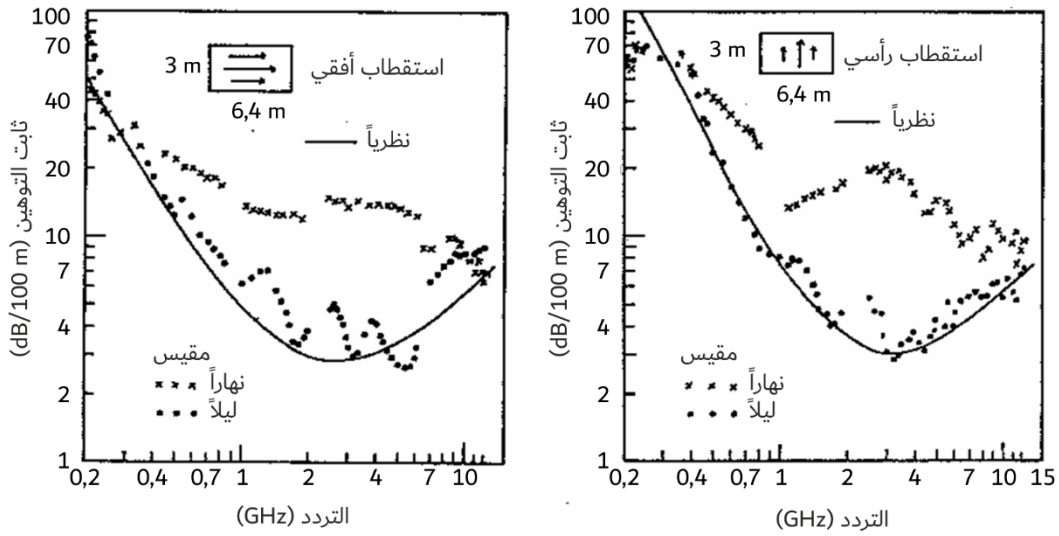 100
70
40
20
10
7
4
2
1
ثابت التوهين (dB/100 m)
3 m
استقطاب أفقي
6,4 m
نظرياً
مقيس
نهاراً
ليلاً
0,2 0,4 0,7 1 2 4 7 10
التردد (GHz)
100
70
40
20
10
7
4
2
1
ثابت التوهين (dB/100 m)
3 m
استقطاب رأسي
6,4 m
نظرياً
مقيس
نهاراً
ليلاً
0,2 0,4 0,7 1 2 4 7 10 15
التردد (GHz)